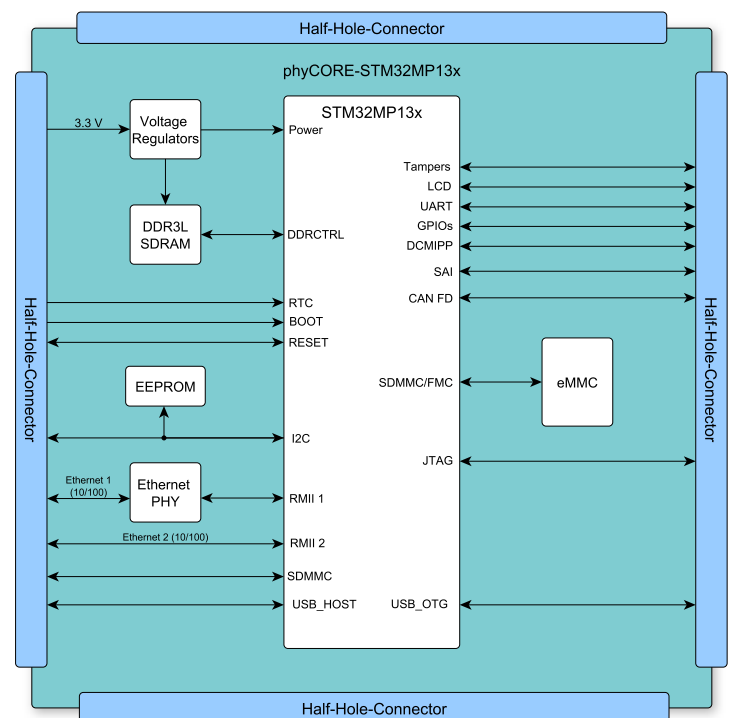 Half-Hole-Connector
phyCORE-STM32MP13x
STM32MP13x
3.3 V
Voltage
Regulators
Power
DDR3L
SDRAM
DDRCTRL
RTC
BOOT
RESET
EEPROM
I2C
Ethernet 1
(10/100)
Ethernet
PHY
RMII 1
Ethernet 2 (10/100)
RMII 2
SDMMC
USB_HOST
Tampers
LCD
UART
GPIOs
DCMIPP
SAI
CAN FD
SDMMC/FMC
eMMC
JTAG
USB_OTG
Half-Hole-Connector
Half-Hole-Connector
Half-Hole-Connector